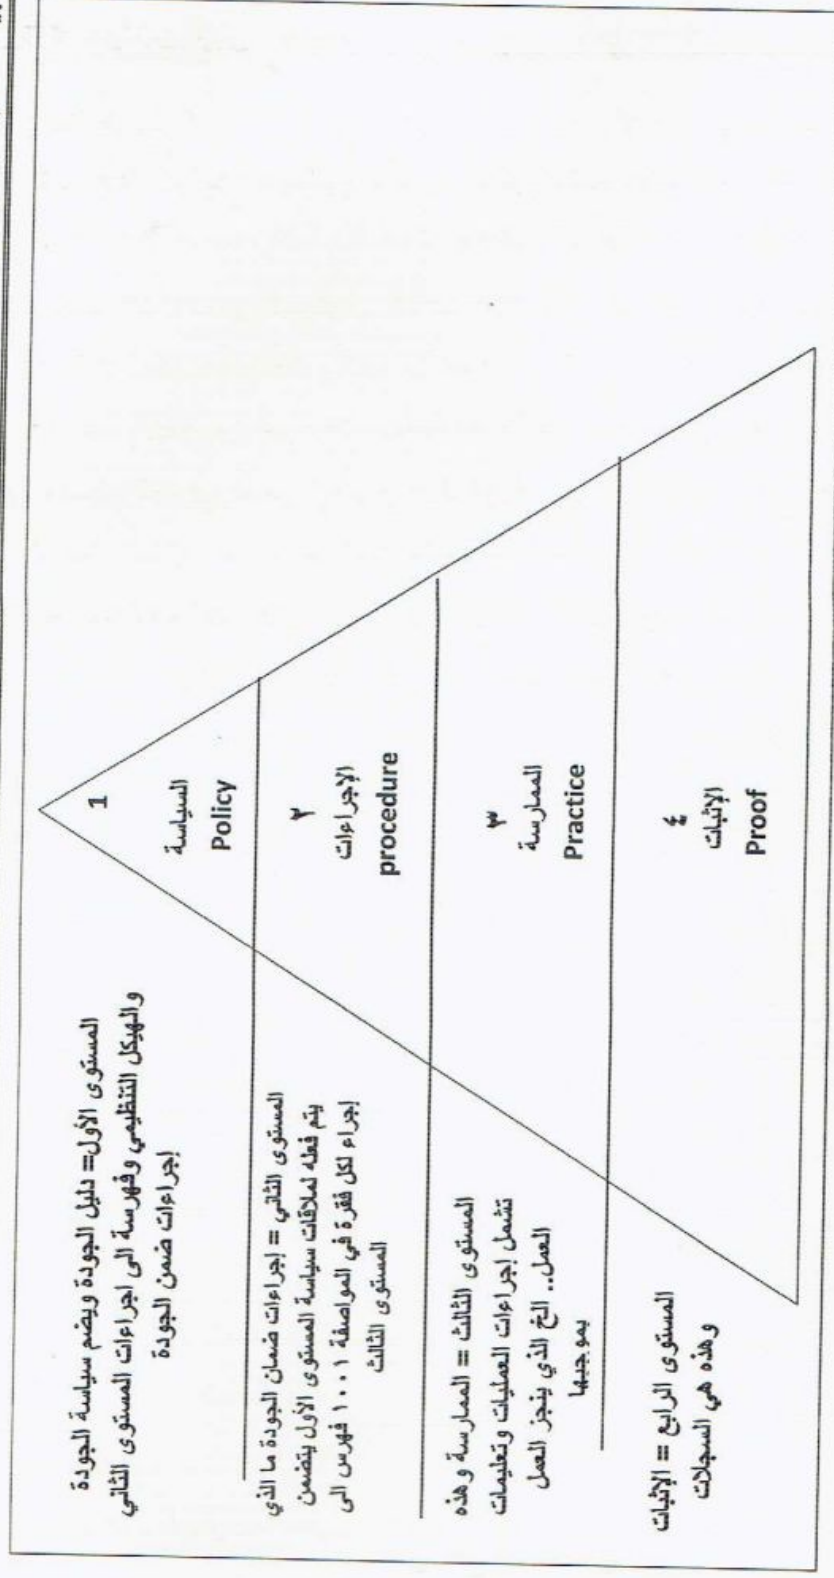 1
السياسة
Policy
٢
الإجراءات
procedure
٣
الممارسة
Practice
٤
الإثبات
Proof
المستوى الأول= دليل الجودة ويضم سياسة الجودة
والهيكل التنظيمي وفهرسة الى اجراءات المستوى الثاني
إجراءات ضمن الجودة
المستوى الثاني = إجراءات ضمان الجودة ما الذي
يتم فعله لملاقات سياسة المستوى الأول يتضمن
إجراء لكل فقرة في المواصفة ١٠٠١ فهرس الى
المستوى الثالث
المستوى الثالث = الممارسة وهذه
تشمل إجراءات العمليات وتعليمات
العمل.. الخ الذي ينجز العمل
بموجبها
المستوى الرابع = الإثبات
وهذه هي السجلات